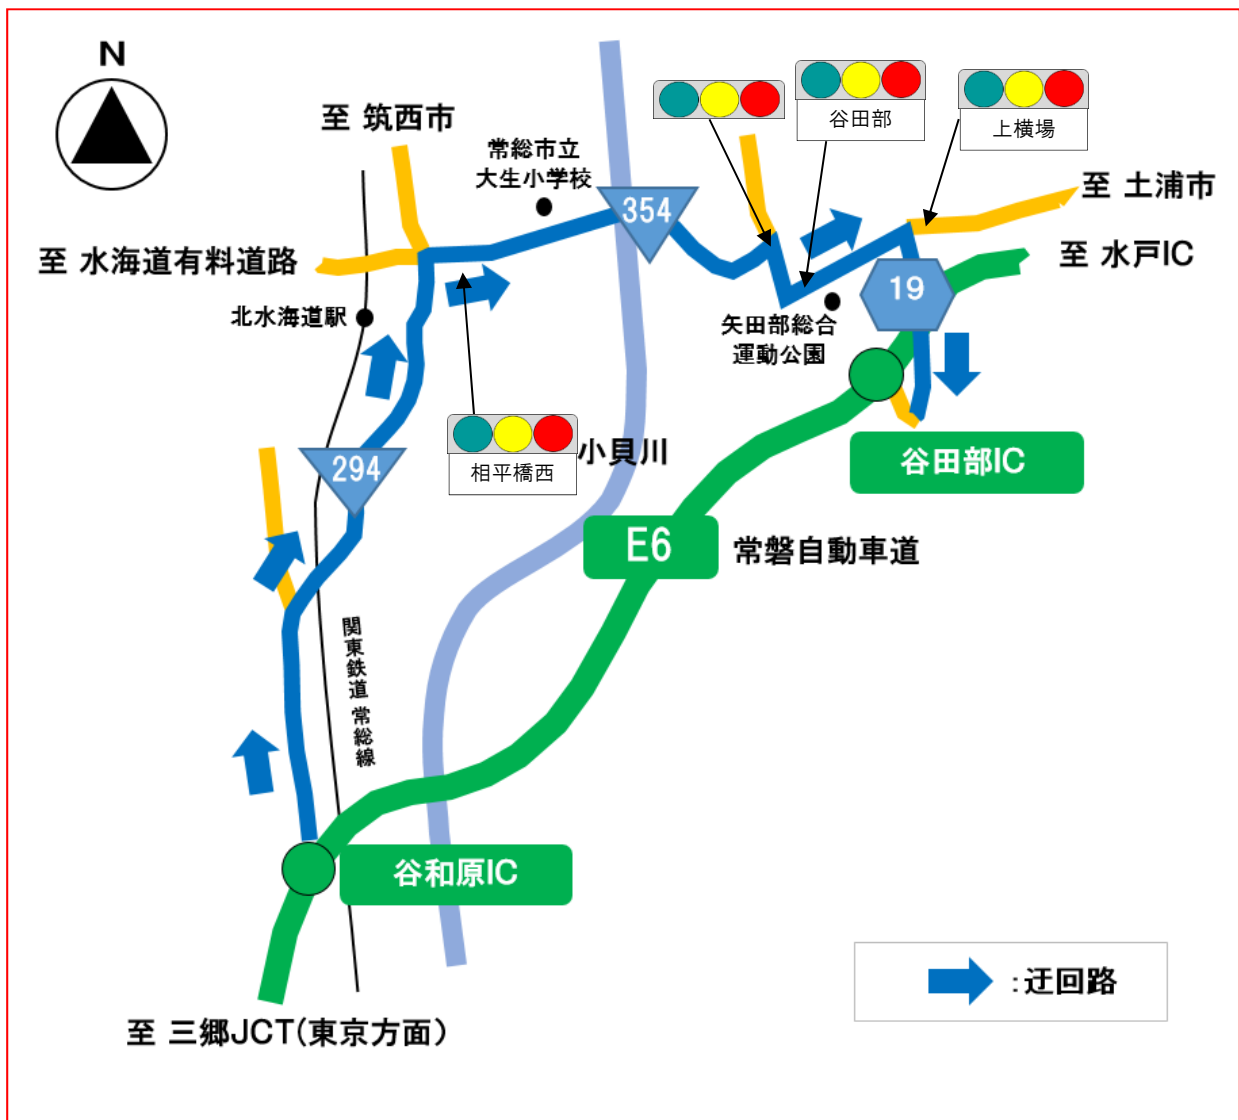 N
至 筑西市
常総市立
大生小学校
谷田部
上横場
354
至 土浦市
至 水海道有料道路
至 水戸IC
19
北水海道駅
矢田部総合
運動公園
294
相平橋西
小貝川
谷田部IC
E6
常磐自動車道
関東鉄道 常総線
谷和原IC
:迂回路
至 三郷JCT(東京方面）